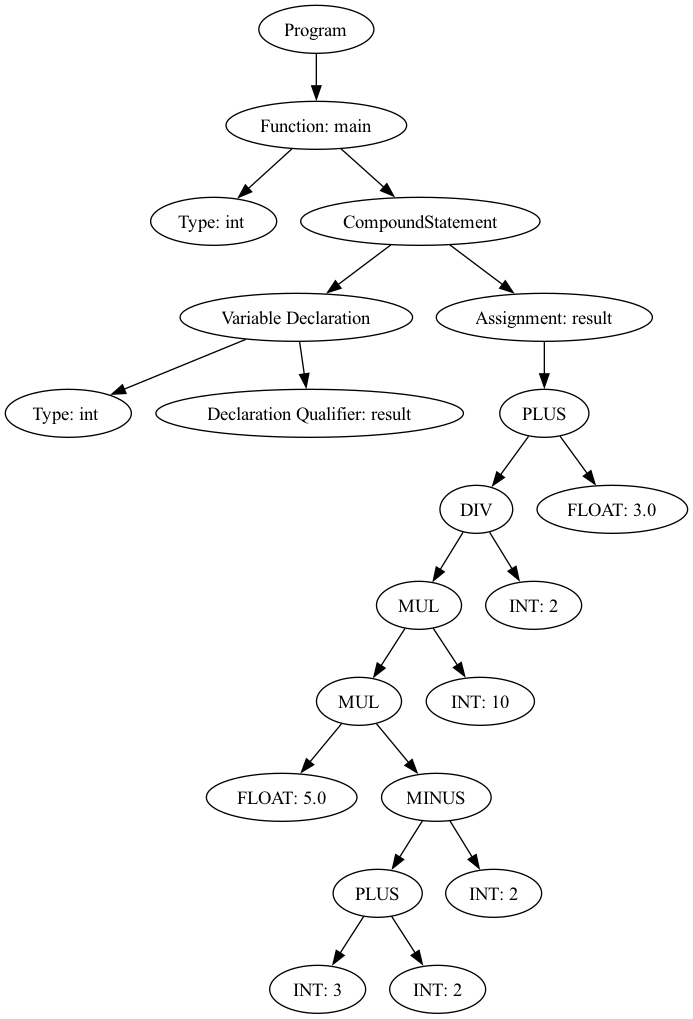 Program
Function: main
Type: int
CompoundStatement
Variable Declaration
Assignment: result
Type: int
Declaration Qualifier: result
PLUS
DIV
FLOAT: 3.0
MUL
INT: 2
MUL
INT: 10
FLOAT: 5.0
MINUS
PLUS
INT: 2
INT: 3
INT: 2